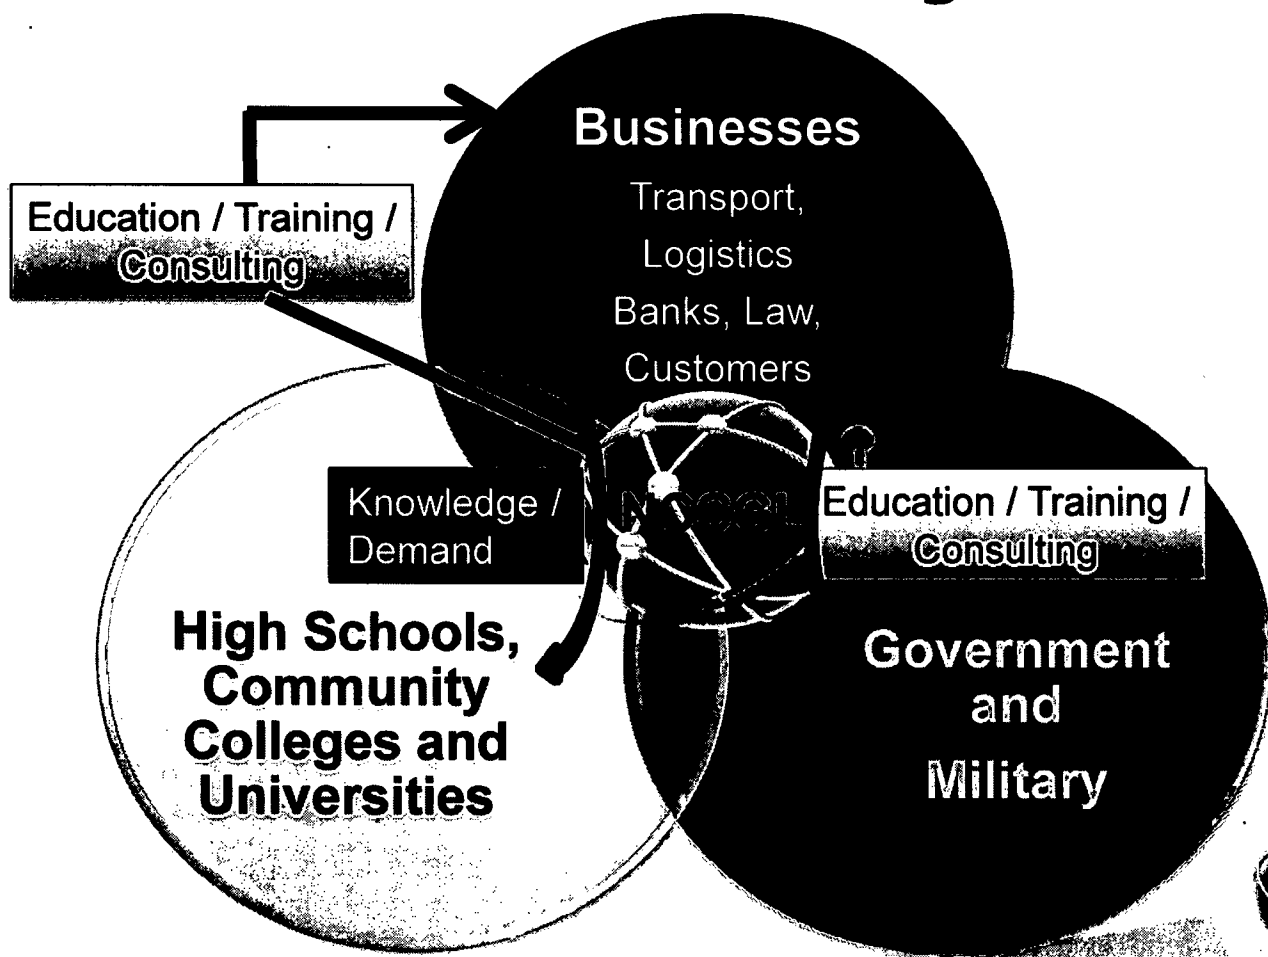 Businesses
Transport,
Logistics
Banks, Law,
Customers
Education / Training /
Consulting
Knowledge /
Demand
Education / Training /
Consulting
High Schools,
Community
Colleges and
Universities
Government
and
Military